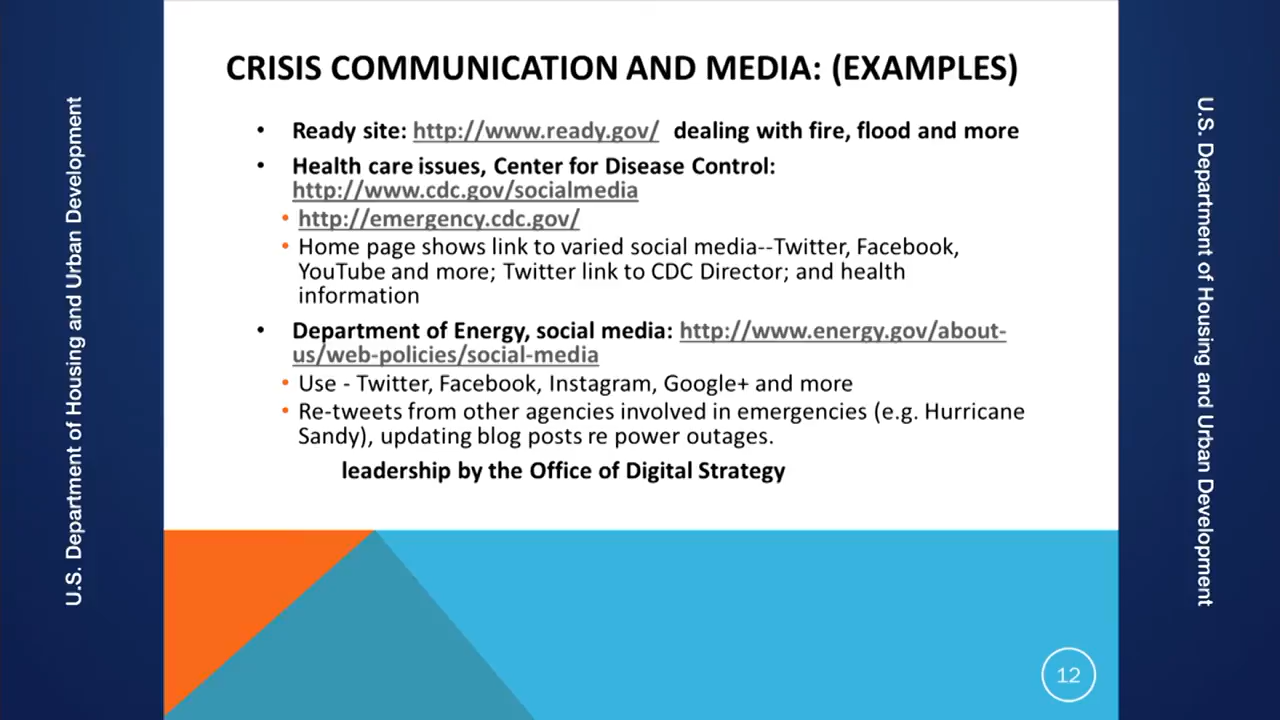 U.S. Department of Housing and Urban Development
CRISIS COMMUNICATION AND MEDIA: (EXAMPLES)
• Ready site: http://www.ready.gov/ dealing with fire, flood and more
• Health care issues, Center for Disease Control:
http://www.cdc.gov/socialmedia
• http://emergency.cdc.gov/
• Home page shows link to varied social media--Twitter, Facebook,
YouTube and more; Twitter link to CDC Director; and health
information
• Department of Energy, social media: http://www.energy.gov/about-
us/web-policies/social-media
• Use - Twitter, Facebook, Instagram, Google+ and more
• Re-tweets from other agencies involved in emergencies (e.g. Hurricane
Sandy), updating blog posts re power outages.
leadership by the Office of Digital Strategy
12
U.S. Department of Housing and Urban Development